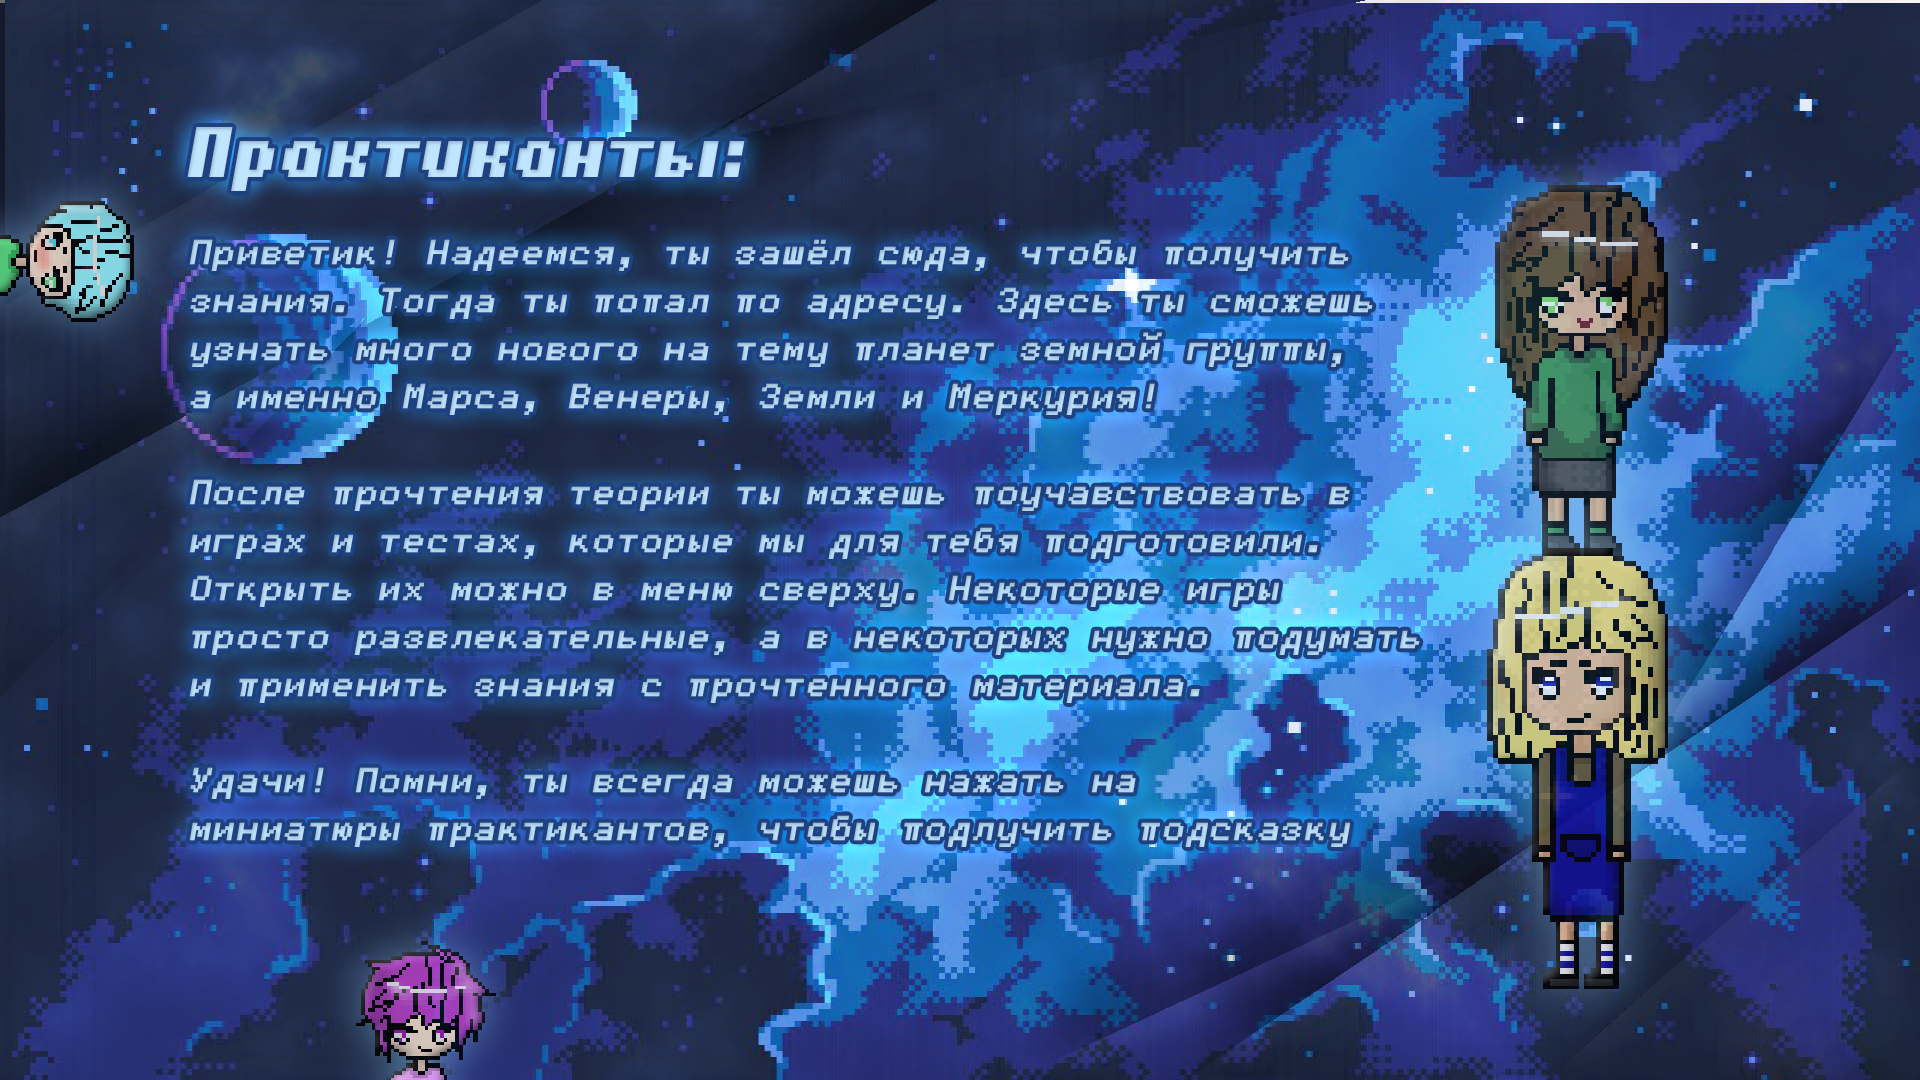 Практиканты:
Приветик! Надеемся, ты зашёл сюда, чтобы получить
знания. Тогда ты попал по адресу. Здесь ты сможешь
узнать много нового на тему планет земной группы,
а именно Марса, Венеры, Земли и Меркурия!
После прочтения теории ты можешь поучавствовать в
играх и тестах, которые мы для тебя подготовили.
Открыть их можно в меню сверху. Некоторые игры
просто развлекательные, а в некоторых нужно подумать
и применить знания с прочтенного материала.
Удачи! Помни, ты всегда можешь нажать на
миниатюры практикантов, чтобы подлучить подсказку